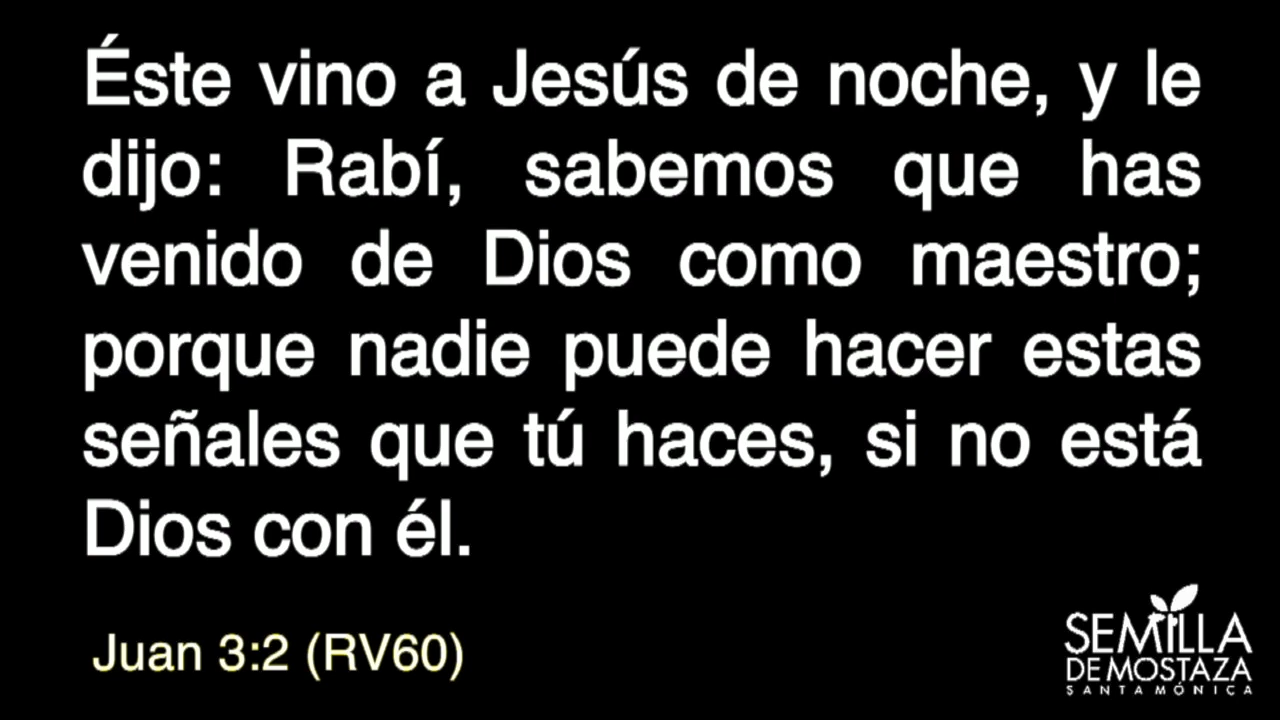 Éste vino a Jesús de noche, y le
dijo: Rabí, sabemos que has
venido de Dios como maestro;
porque nadie puede hacer estas
señales que tú haces, si no está
Dios con él.
Juan 3:2 (RV60)
SEMILLA
DE MOSTAZA
SANTA MÓNICA